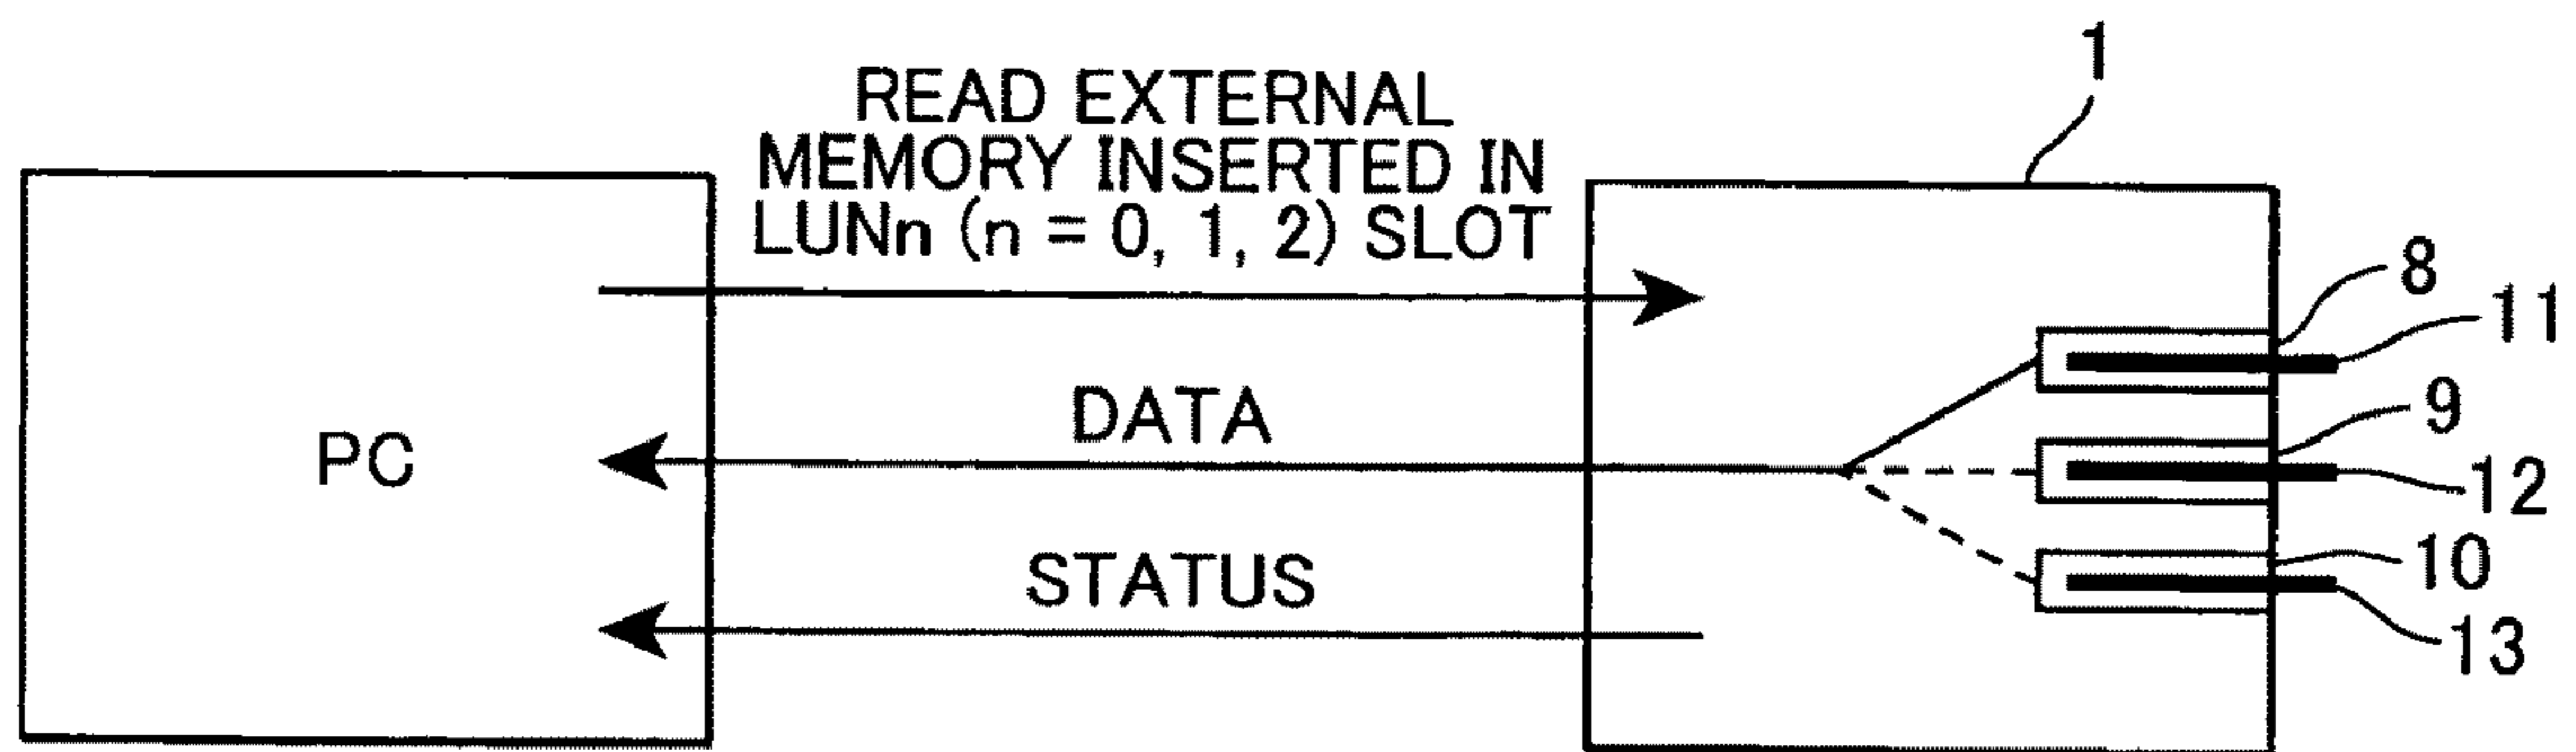 1
READ EXTERNAL
MEMORY INSERTED IN
LUNn (n = 0, 1, 2) SLOT
8
11
DATA
9
PC
12
STATUS
10
13